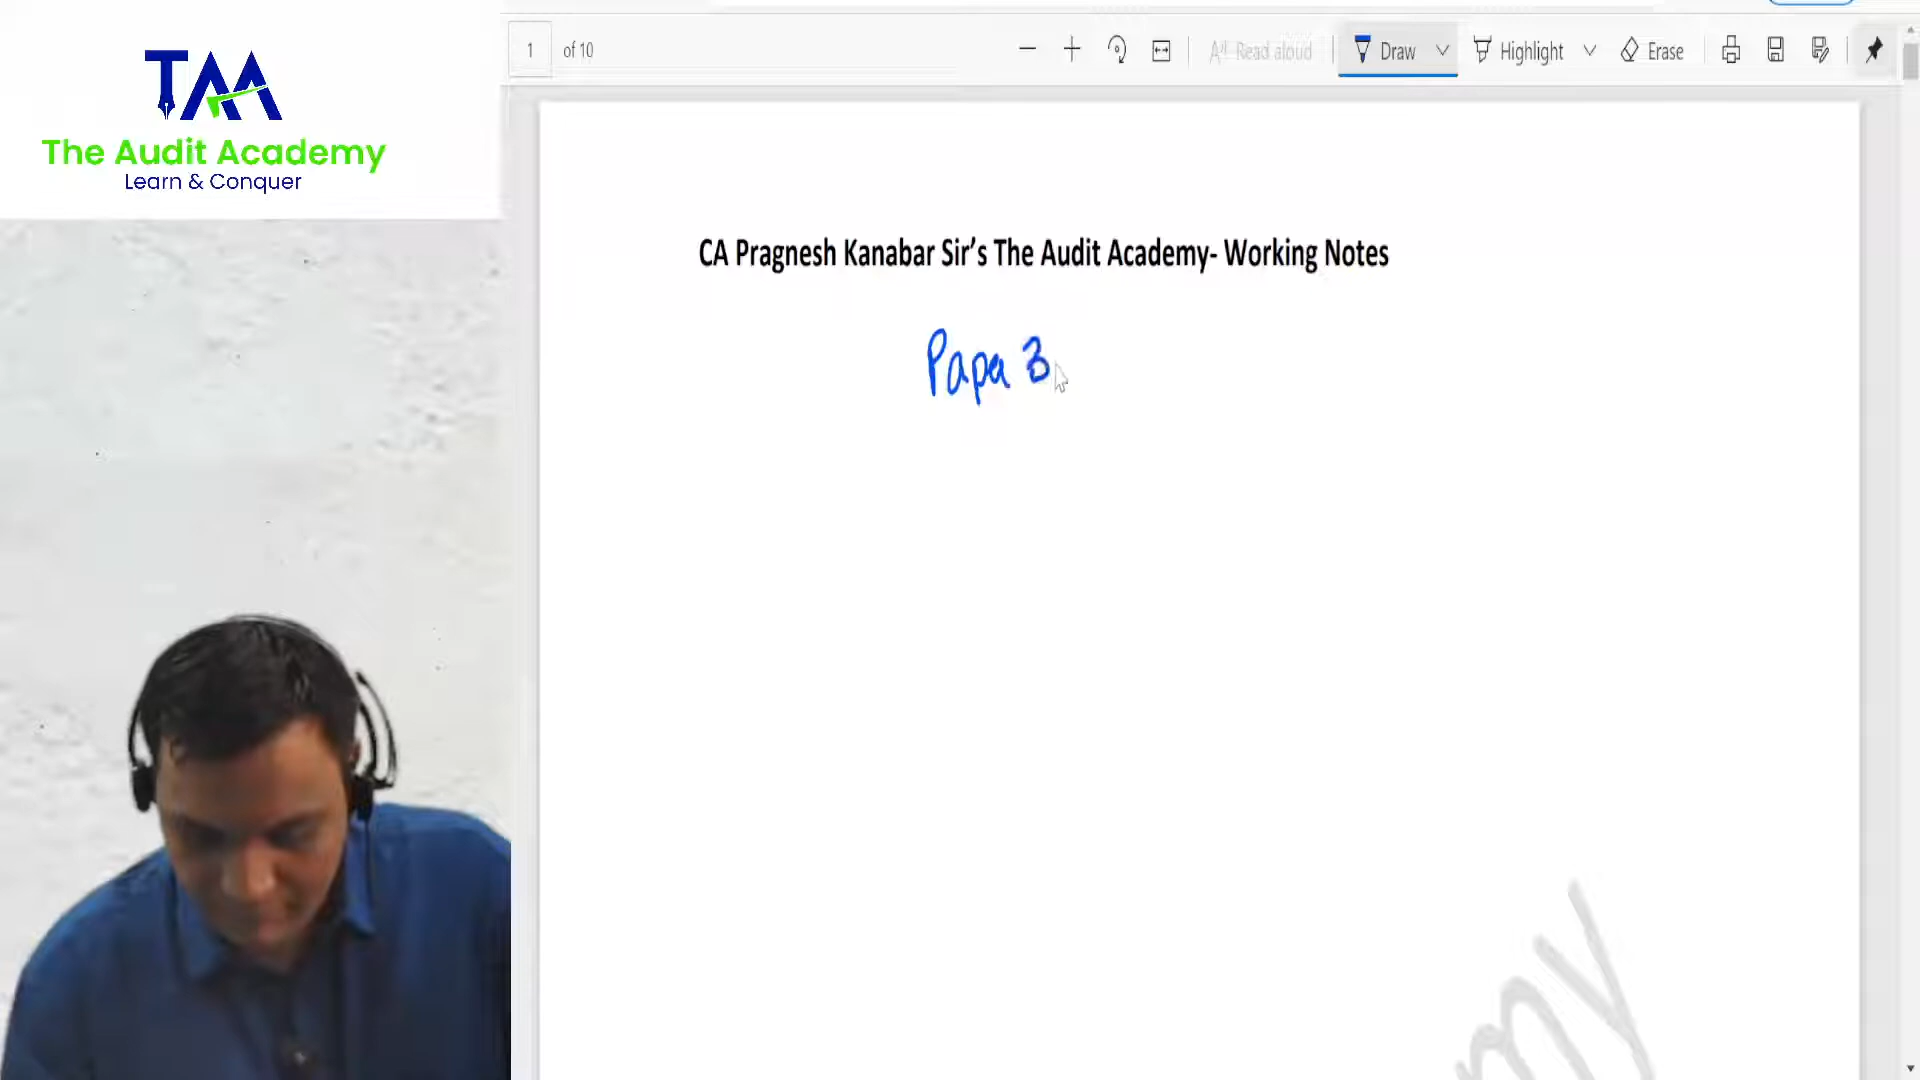 TAA
The Audit Academy
Learn & Conquer
1 of 10
Read aloud
Draw
Highlight
Erase
CA Pragnesh Kanabar Sir’s The Audit Academy- Working Notes
Papa 3
my